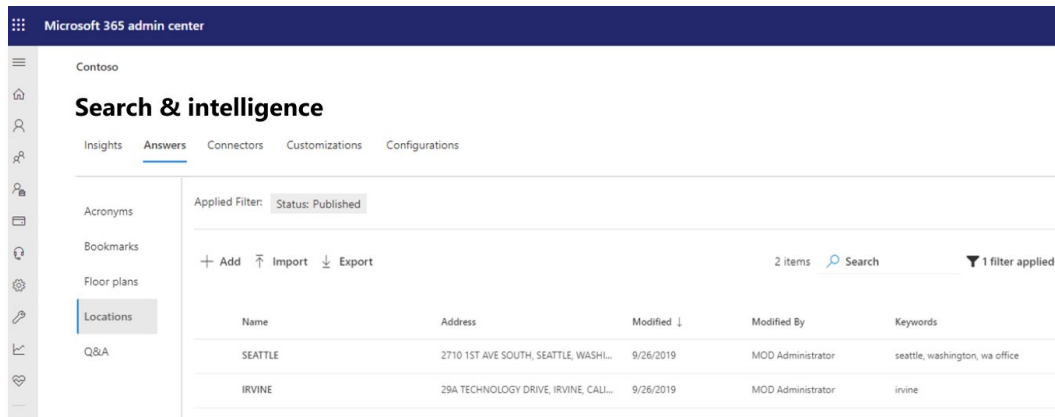 Microsoft 365 admin center
Contoso
Search & intelligence
Insights Answers Connectors Customizations Configurations
Acronyms
Bookmarks
Floor plans
Locations
Q&A
Applied Filter: Status: Published
Add Import Export 2 items Search 1 filter applied
Name Address Modified ↓ Modified By Keywords
SEATTLE 2710 1ST AVE SOUTH, SEATTLE, WASHI... 9/26/2019 MOD Administrator seattle, washington, wa office
IRVINE 29A TECHNOLOGY DRIVE, IRVINE, CALI... 9/26/2019 MOD Administrator irvine